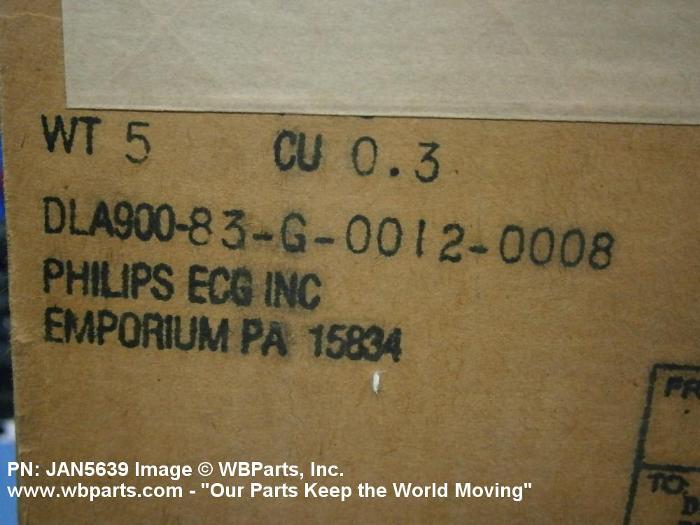 WT 5 CU 0.3
DLA900-83-G-0012-0008
PHILIPS ECG INC
EMPORIUM PA 15834
TO:
PN: JAN5639 Image © WBParts, Inc.
www.wbparts.com - "Our Parts Keep the World Moving"